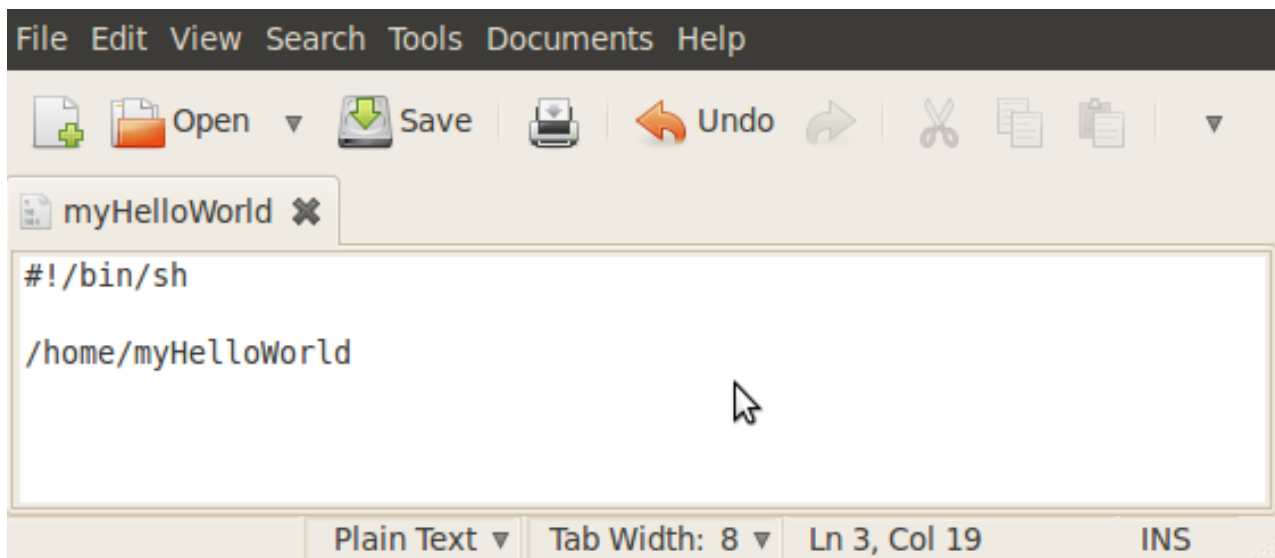 File Edit View Search Tools Documents Help
Open Save Undo
myHelloWorld
#!/bin/sh
/home/myHelloWorld
Plain Text Tab Width: 8 Ln 3, Col 19 INS